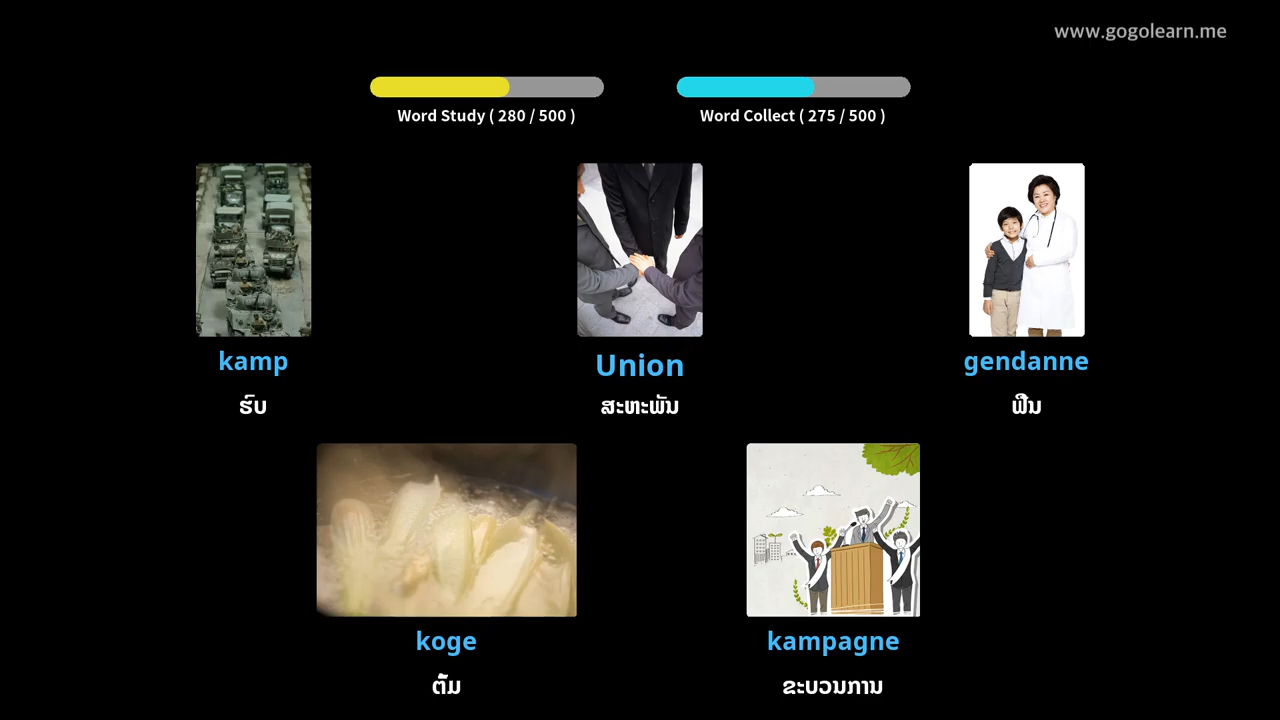 www.gogolearn.me
Word Study ( 280 / 500 )
Word Collect ( 275 / 500 )
kamp
ຮົບ
Union
ສະຫະພັນ
gendanne
ຟື້ນ
koge
ຕົ້ມ
kampagne
ຂະບວນການ